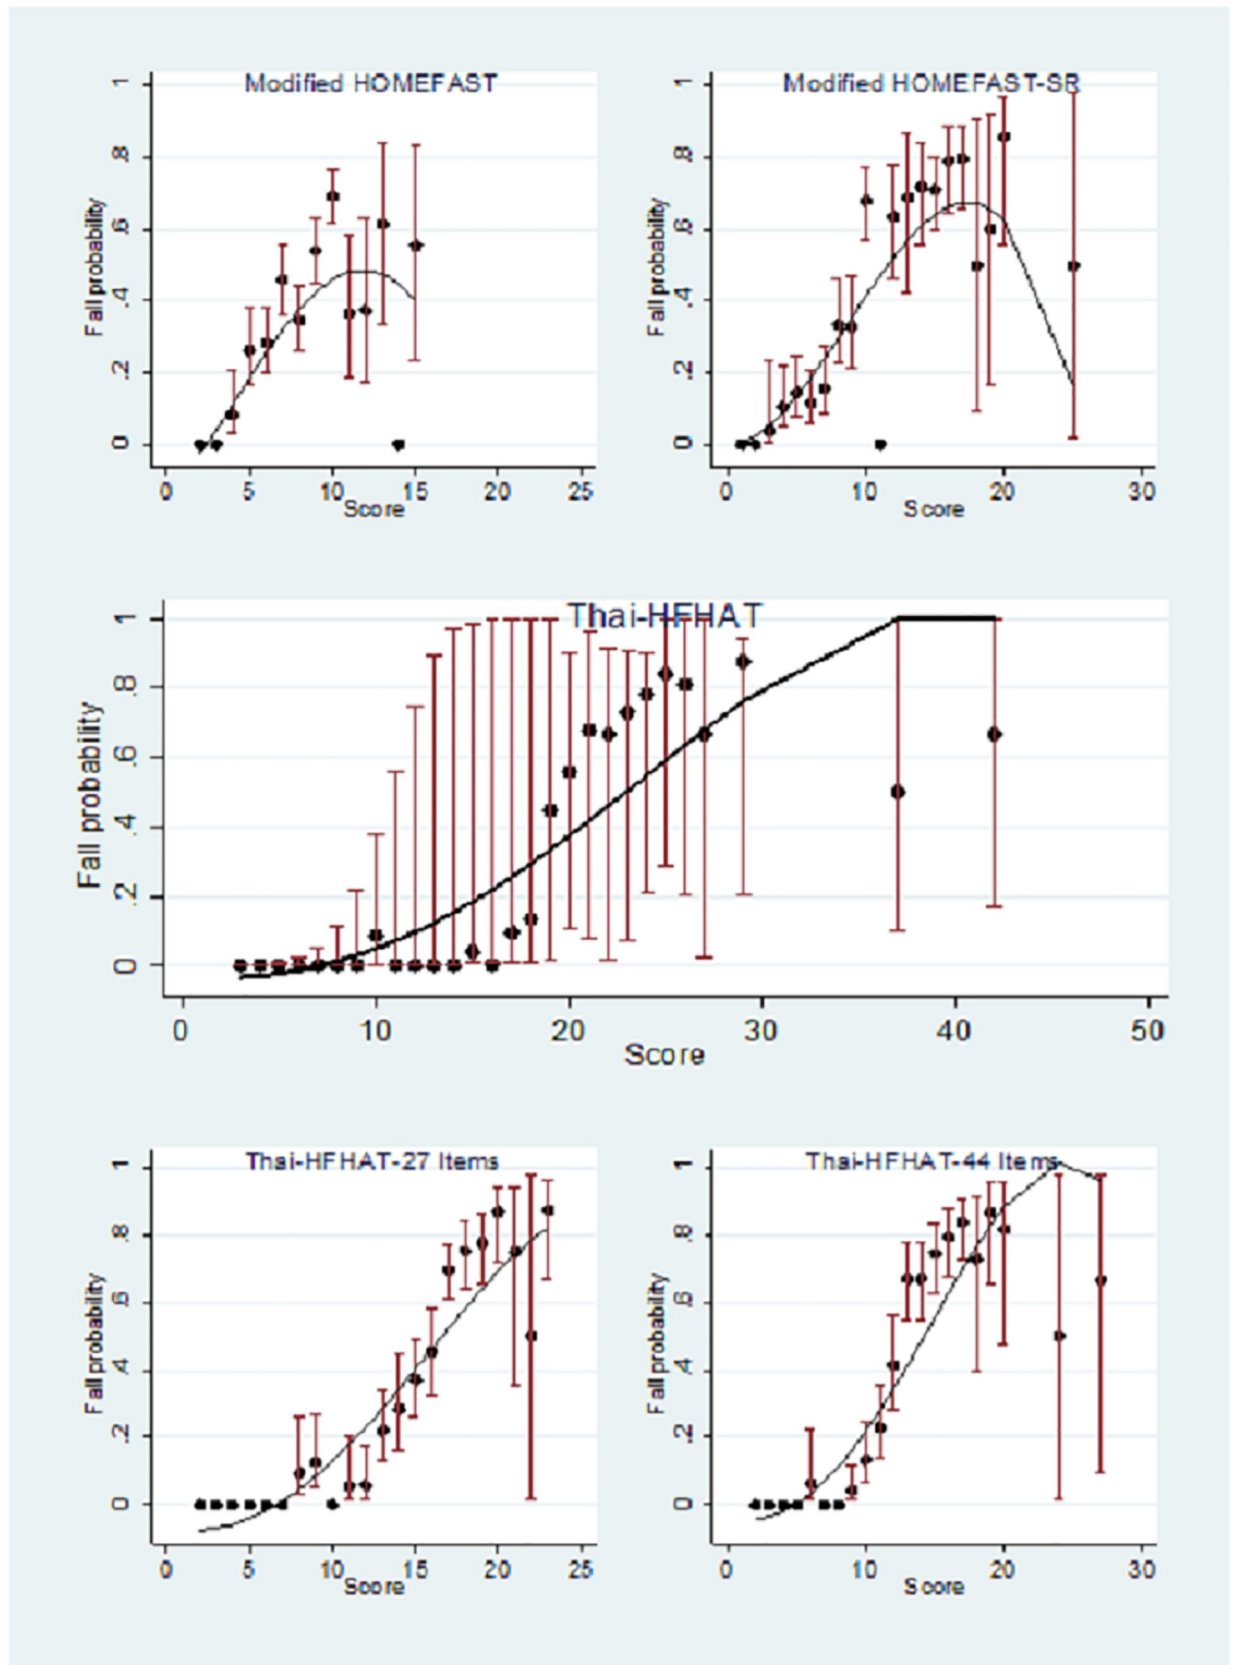 Modified HOMEFAST
Fall probability
0 .2 .4 .6 .8 1
0 5 10 15 20 25
Score
Modified HOMEFAST-SR
Fall probability
0 .2 .4 .6 .8 1
0 10 20 30
Score
Thai-HFHAT
Fall probability
0 .2 .4 .6 .8 1
0 10 20 30 40 50
Score
Thai-HFHAT-27 Items
Fall probability
0 .2 .4 .6 .8 1
0 5 10 15 20 25
Score
Thai-HFHAT-44 Items
Fall probability
0 .2 .4 .6 .8 1
0 10 20 30
Score